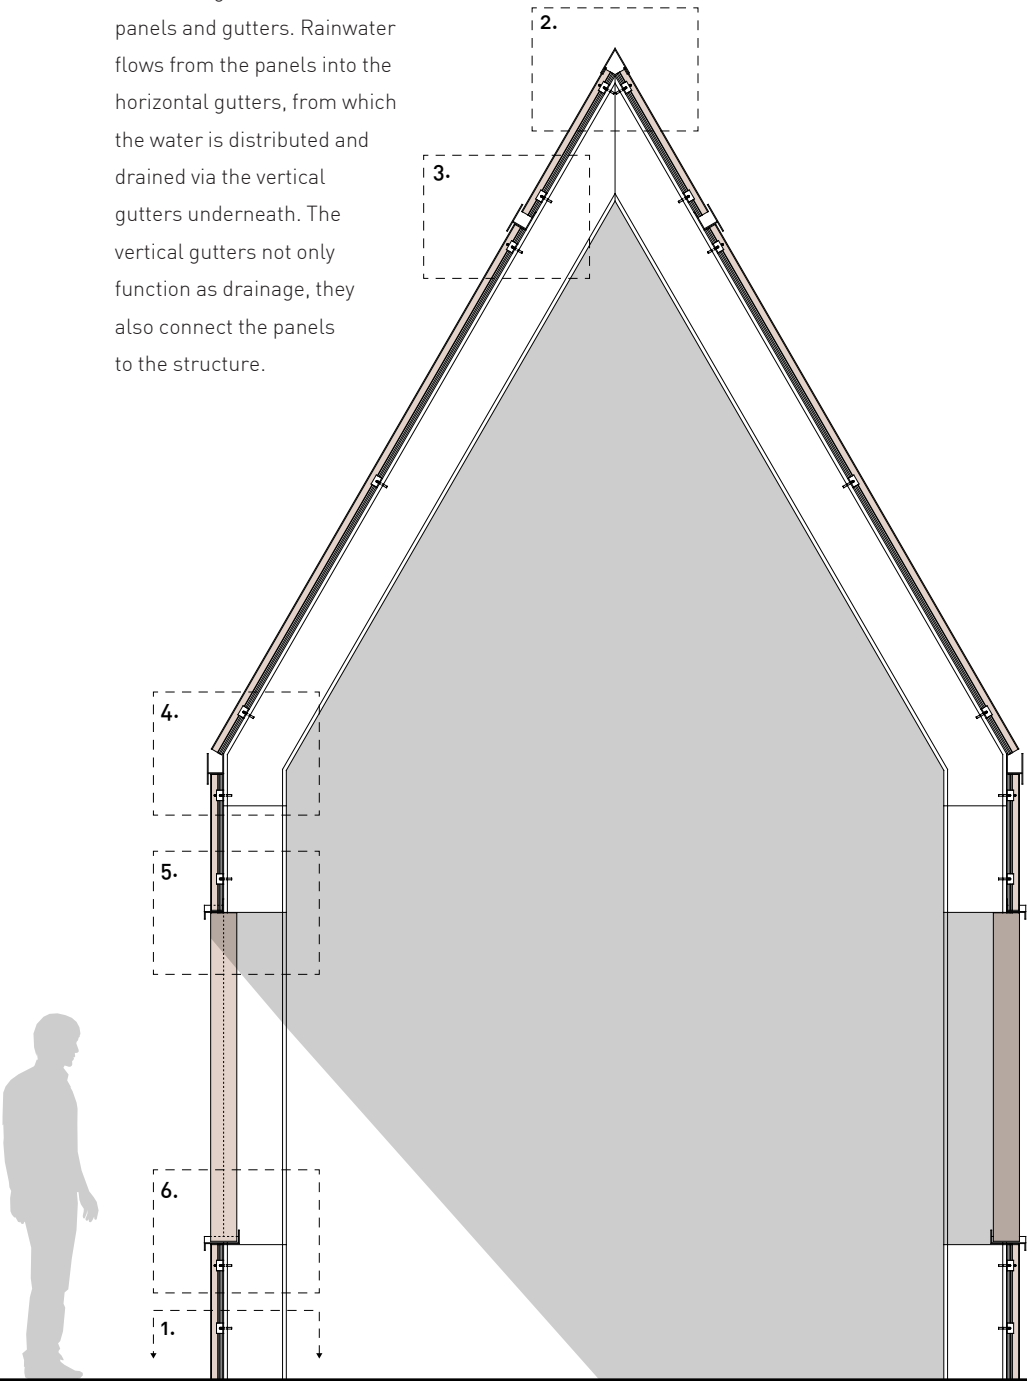 panels and gutters. Rainwater
flows from the panels into the
horizontal gutters, from which
the water is distributed and
drained via the vertical
gutters underneath. The
vertical gutters not only
function as drainage, they
also connect the panels
to the structure.
2.
3.
4.
5.
6.
1.